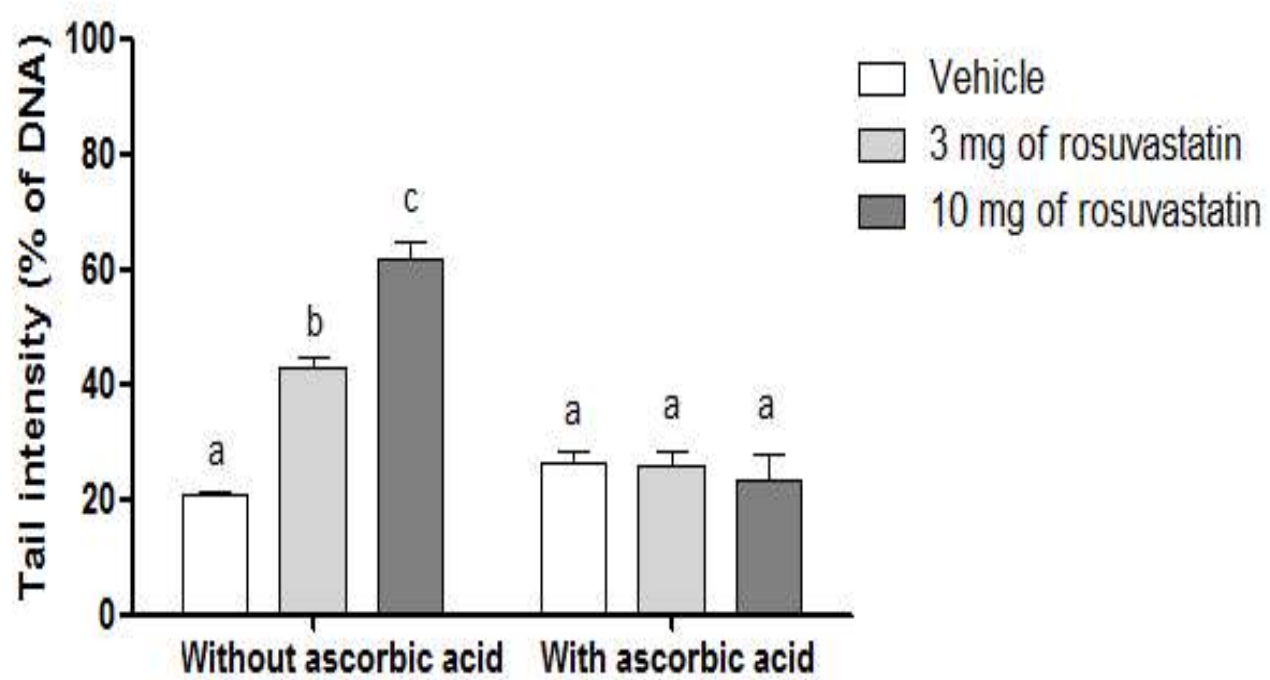 Tail intensity (% of DNA)
100
80
60
40
20
0
a
b
c
a
a
a
Without ascorbic acid
With ascorbic acid
Vehicle
3 mg of rosuvastatin
10 mg of rosuvastatin